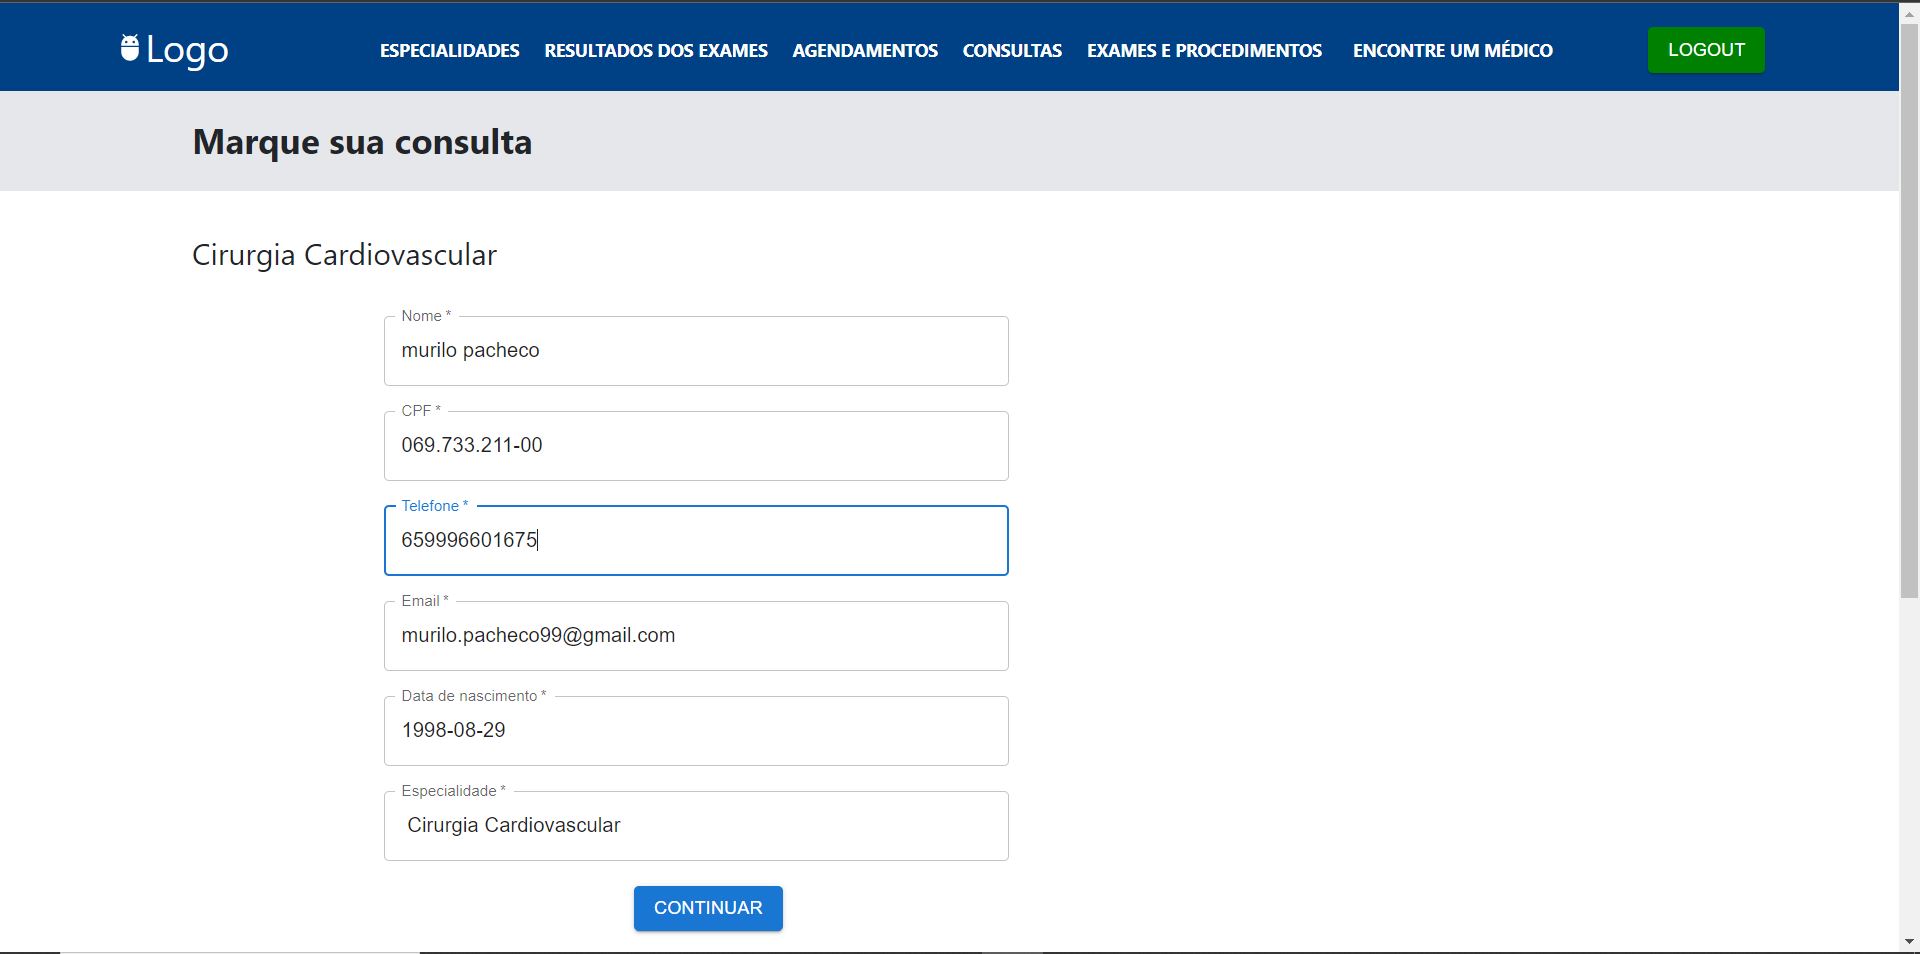 Logo
ESPECIALIDADES RESULTADOS DOS EXAMES AGENDAMENTOS CONSULTAS EXAMES E PROCEDIMENTOS ENCONTRE UM MÉDICO LOGOUT
Marque sua consulta
Cirurgia Cardiovascular
Nome *
murilo pacheco
CPF *
069.733.211-00
Telefone *
659996601675
Email *
murilo.pacheco99@gmail.com
Data de nascimento *
1998-08-29
Especialidade *
Cirurgia Cardiovascular
CONTINUAR